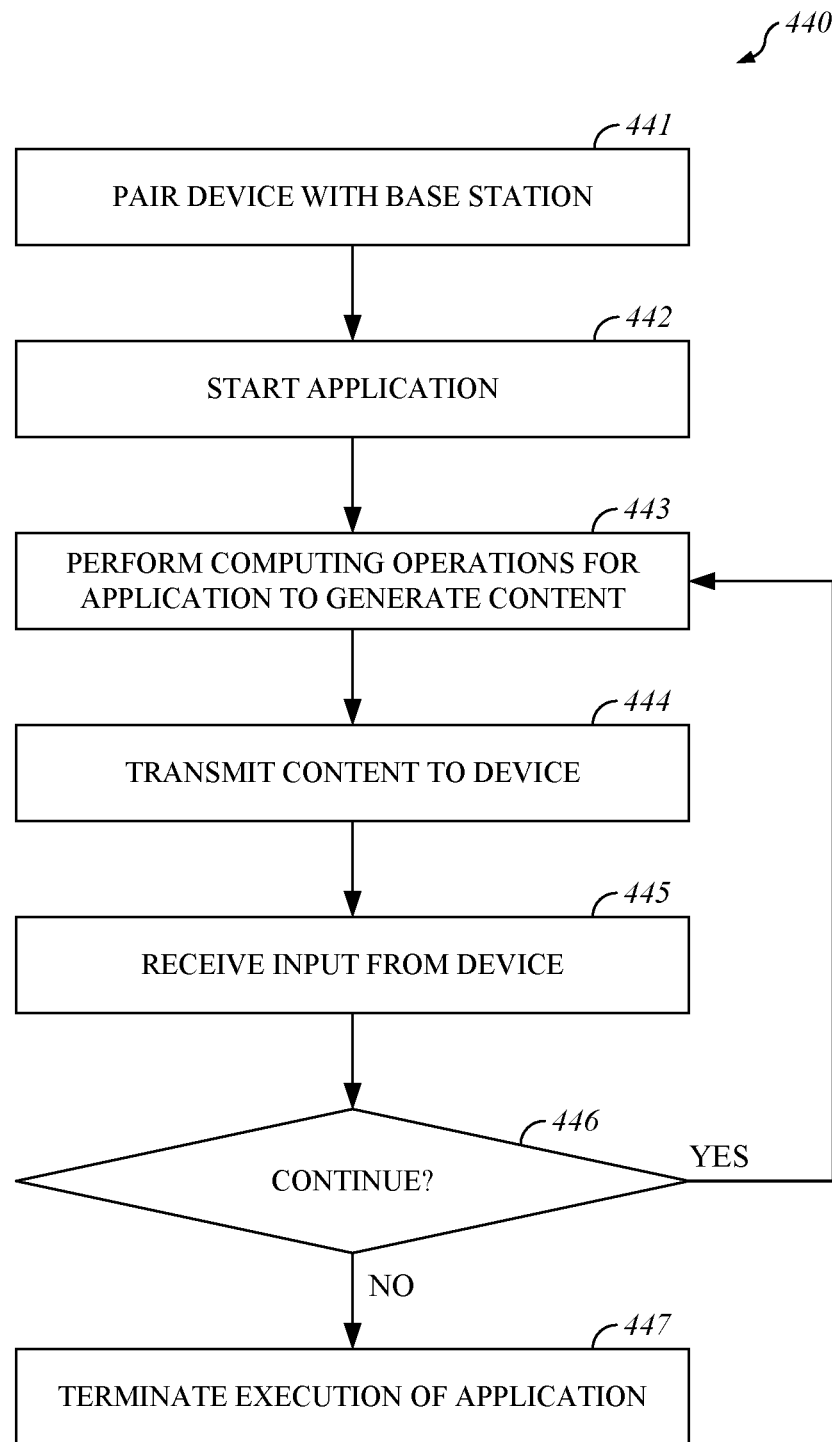 440
441
PAIR DEVICE WITH BASE STATION
442
START APPLICATION
443
PERFORM COMPUTING OPERATIONS FOR
APPLICATION TO GENERATE CONTENT
444
TRANSMIT CONTENT TO DEVICE
445
RECEIVE INPUT FROM DEVICE
446
CONTINUE?
YES
NO
447
TERMINATE EXECUTION OF APPLICATION